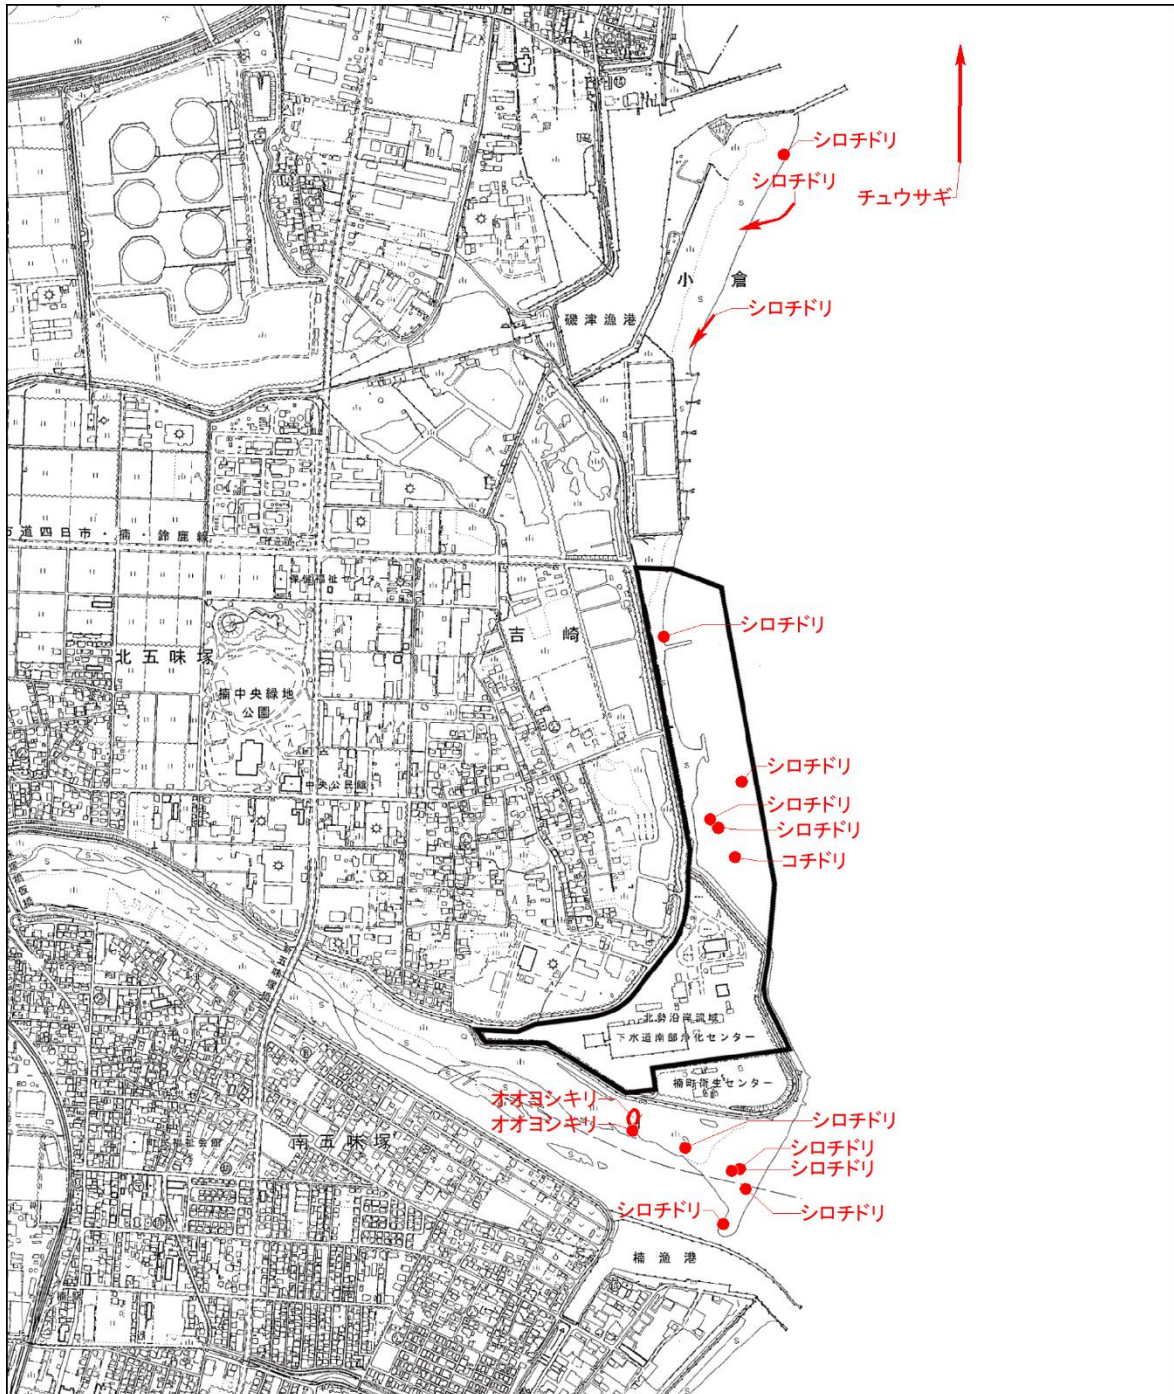 シロチドリ
シロチドリ
チュウサギ
小倉
シロチドリ
磯津漁港
道四日市・楠・鈴鹿線
保健福祉センター
シロチドリ
吉崎
北五味塚
楠中央緑地
公園
シロチドリ
中央公民館
シロチドリ
シロチドリ
コチドリ
北勢沿岸流域
下水道南部浄化センター
楠町衛生センター
オオヨシキリ
オオヨシキリ
シロチドリ
南五味塚
シロチドリ
シロチドリ
シロチドリ
シロチドリ
楠漁港